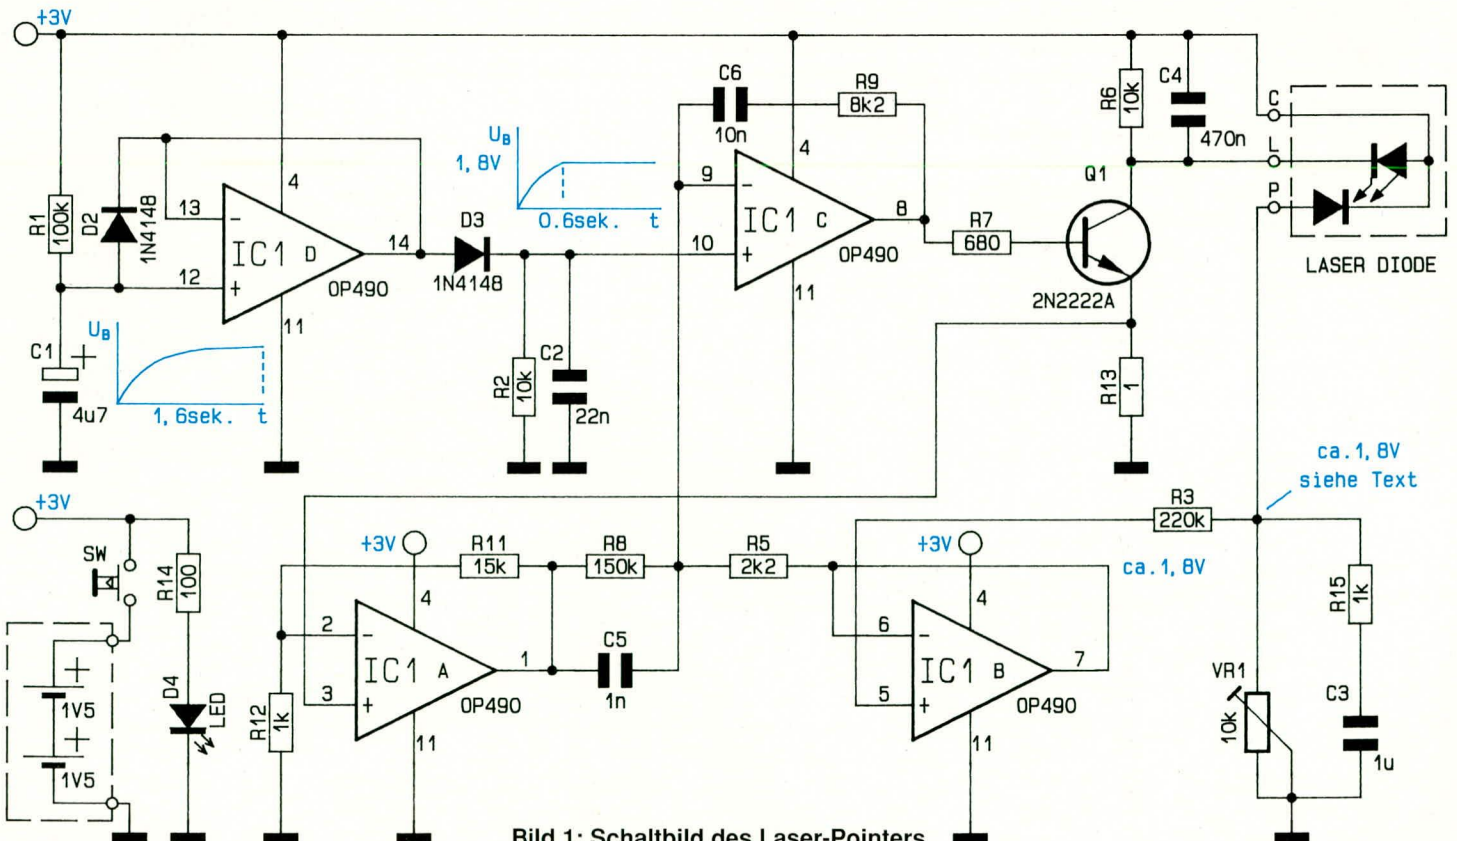 +3V
R1
100k
D2
1N4148
13
−
12
+
IC1 D
4
11
14
OP490
C1
+
4u7
U_B
1,6sek. t
D3
1N4148
U_B
1,8V
0.6sek. t
R2
10k
C2
22n
C6
10n
R9
8k2
9
−
10
+
IC1 C
4
11
8
OP490
R7
680
Q1
2N2222A
R6
10k
C4
470n
R13
1
C
L
P
LASER DIODE
+3V
SW
R14
100
D4
LED
+
1V5
+
1V5
R12
1k
2
−
3
+
+3V
4
IC1 A
11
1
OP490
R11
15k
R8
150k
C5
1n
R5
2k2
6
−
5
+
+3V
4
IC1 B
11
7
OP490
ca.1,8V
R3
220k
ca.1,8V
siehe Text
VR1
10k
R15
1k
C3
1u
Bild 1: Schaltbild des Laser-Pointers